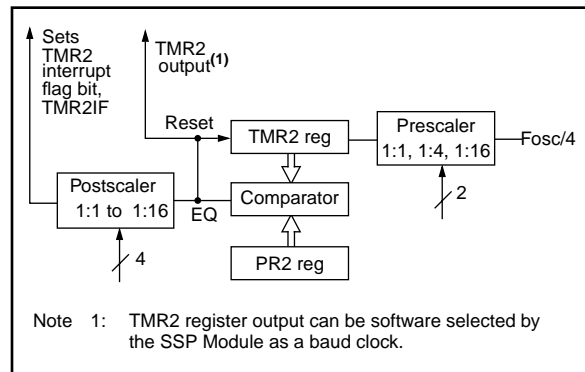 Sets
TMR2
interrupt
flag bit,
TMR2IF
TMR2
output(1)
Reset
TMR2 reg
Prescaler
1:1, 1:4, 1:16
Fosc/4
2
Postscaler
1:1 to 1:16
EQ
Comparator
4
PR2 reg
Note 1: TMR2 register output can be software selected by
the SSP Module as a baud clock.